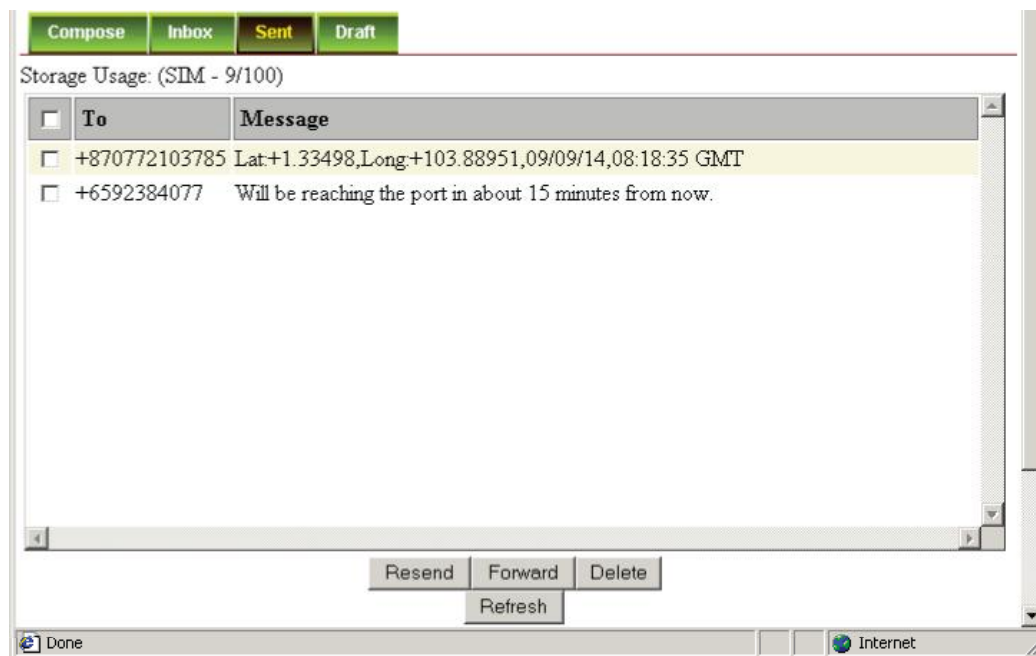 Compose Inbox Sent Draft
Storage Usage: (SIM - 9/100)
To Message
+870772103785 Lat:+1.33498,Long:+103.88951,09/09/14,08:18:35 GMT
+6592384077 Will be reaching the port in about 15 minutes from now.
Resend Forward Delete
Refresh
Done Internet